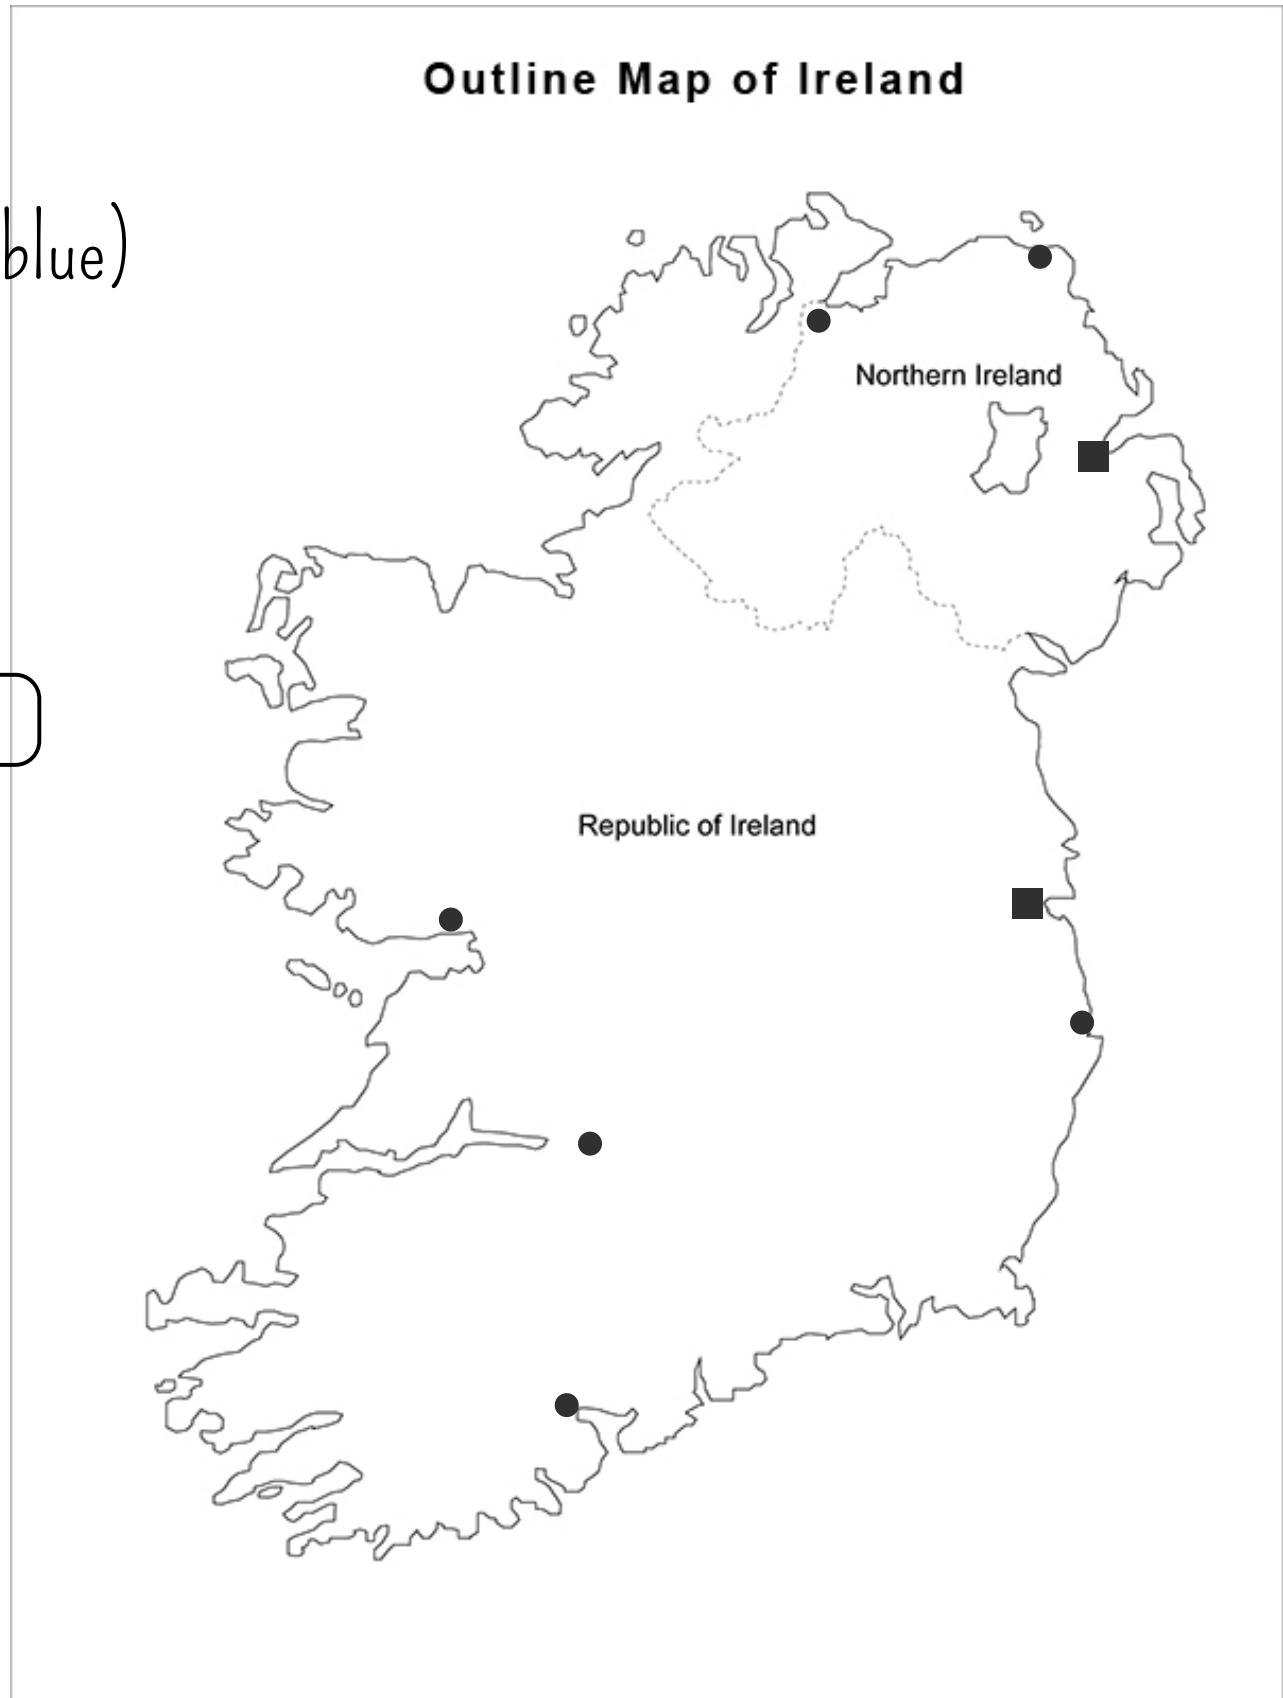 Outline Map of Ireland
blue)
Northern Ireland
Republic of Ireland